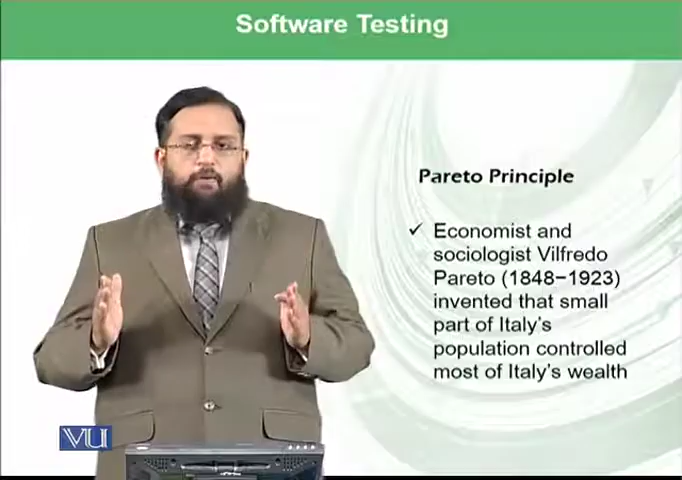 Software Testing
Pareto Principle
✓ Economist and
sociologist Vilfredo
Pareto (1848–1923)
invented that small
part of Italy's
population controlled
most of Italy's wealth
VU